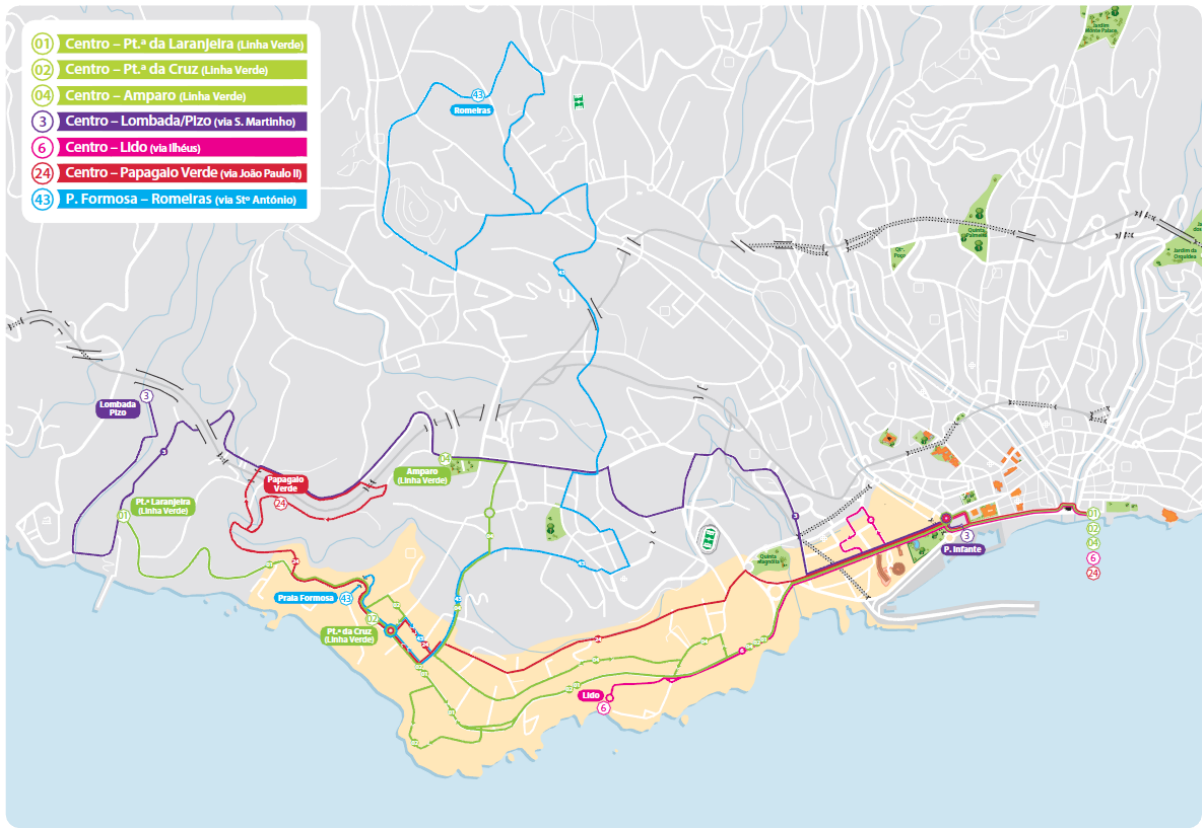 01 Centro – Pt.ª da Laranjeira (Linha Verde)
02 Centro – Pt.ª da Cruz (Linha Verde)
04 Centro – Amparo (Linha Verde)
3 Centro – Lombada/Pizo (via S. Martinho)
6 Centro – Lido (via Ilhéus)
24 Centro – Papagaio Verde (via João Paulo II)
43 P. Formosa – Romeiras (via Stº António)
43
Romeiras
Lombada
Pizo
3
Papagaio
Verde
24
Amparo
(Linha Verde)
04
Pt.ª Laranjeira
(Linha Verde)
01
Praia Formosa
43
02
Pt.ª da Cruz
(Linha Verde)
Lido
6
3
P. Infante
01
02
04
6
24
Quinta
Magnólia